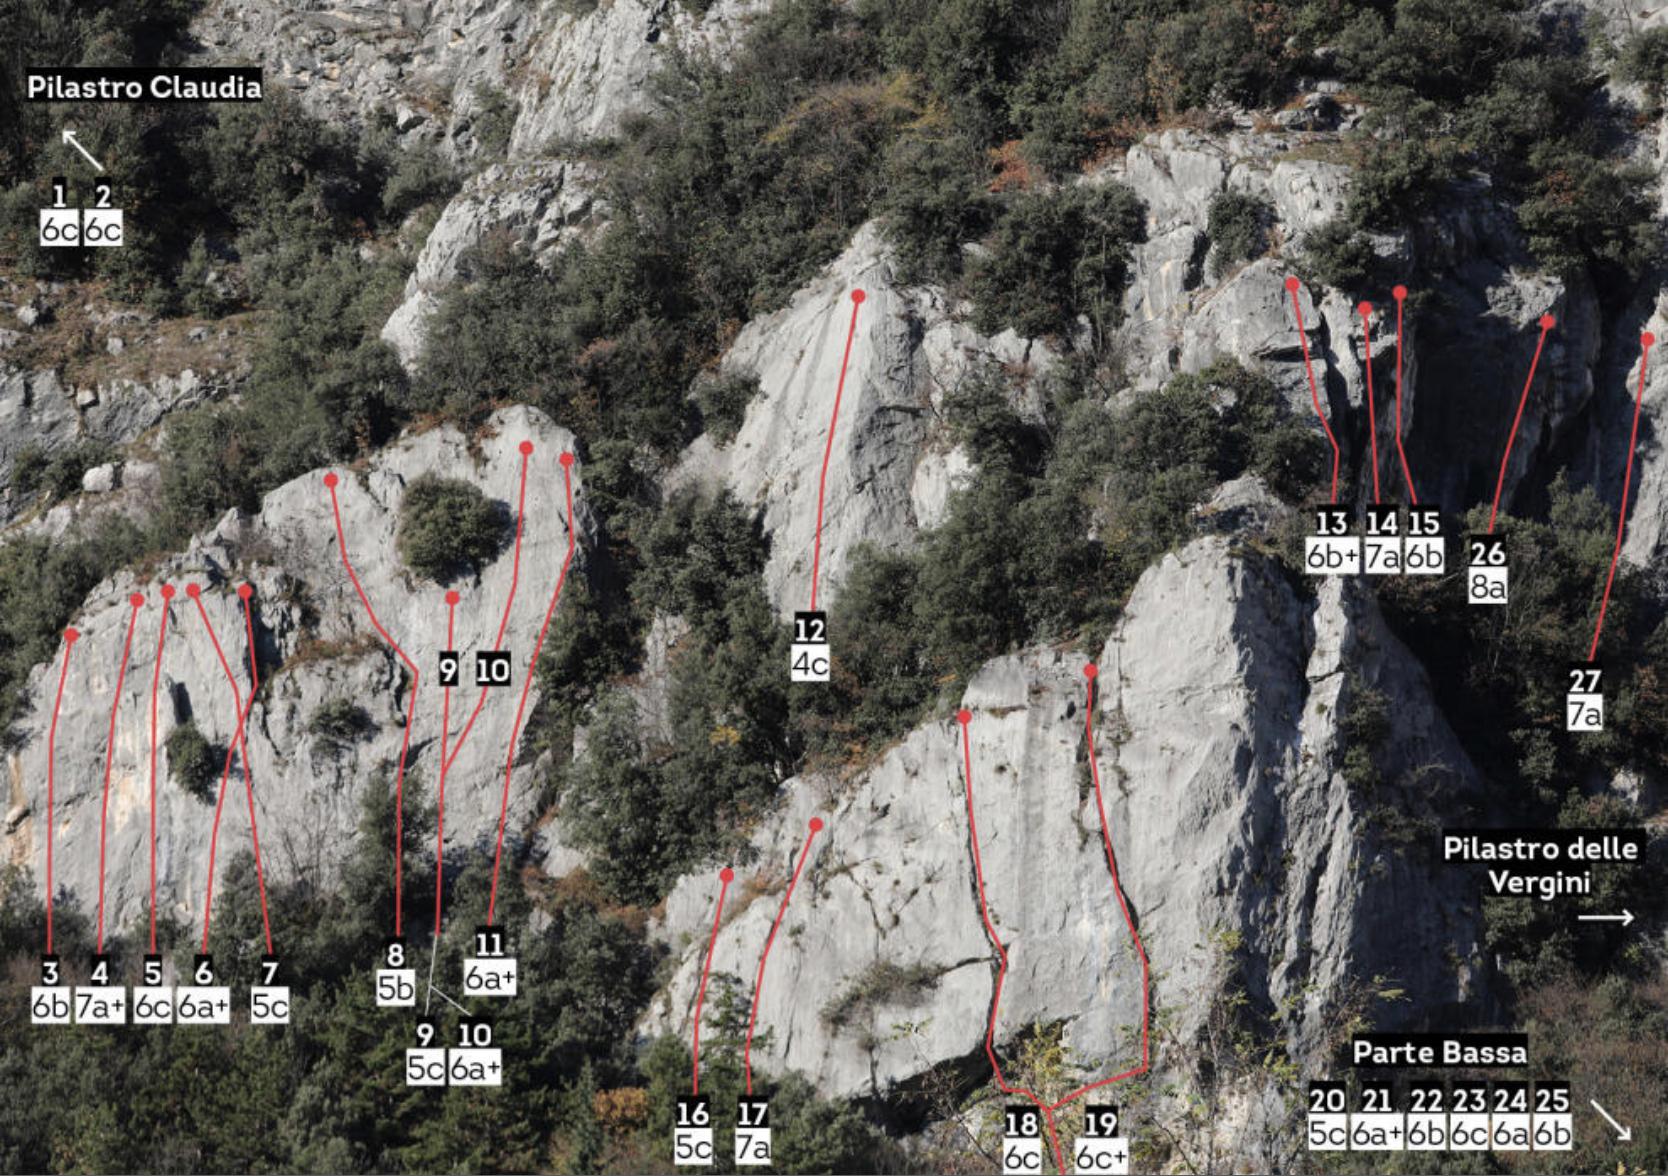 Pilastro Claudia
1 2
6c 6c
13 14 15
6b+ 7a 6b
26
8a
12
4c
9 10
27
7a
Pilastro delle
Vergini
3 4 5 6 7
6b 7a+ 6c 6a+ 5c
8
5b
11
6a+
9 10
5c 6a+
16 17
5c 7a
18 19
6c 6c+
Parte Bassa
20 21 22 23 24 25
5c 6a+ 6b 6c 6a 6b